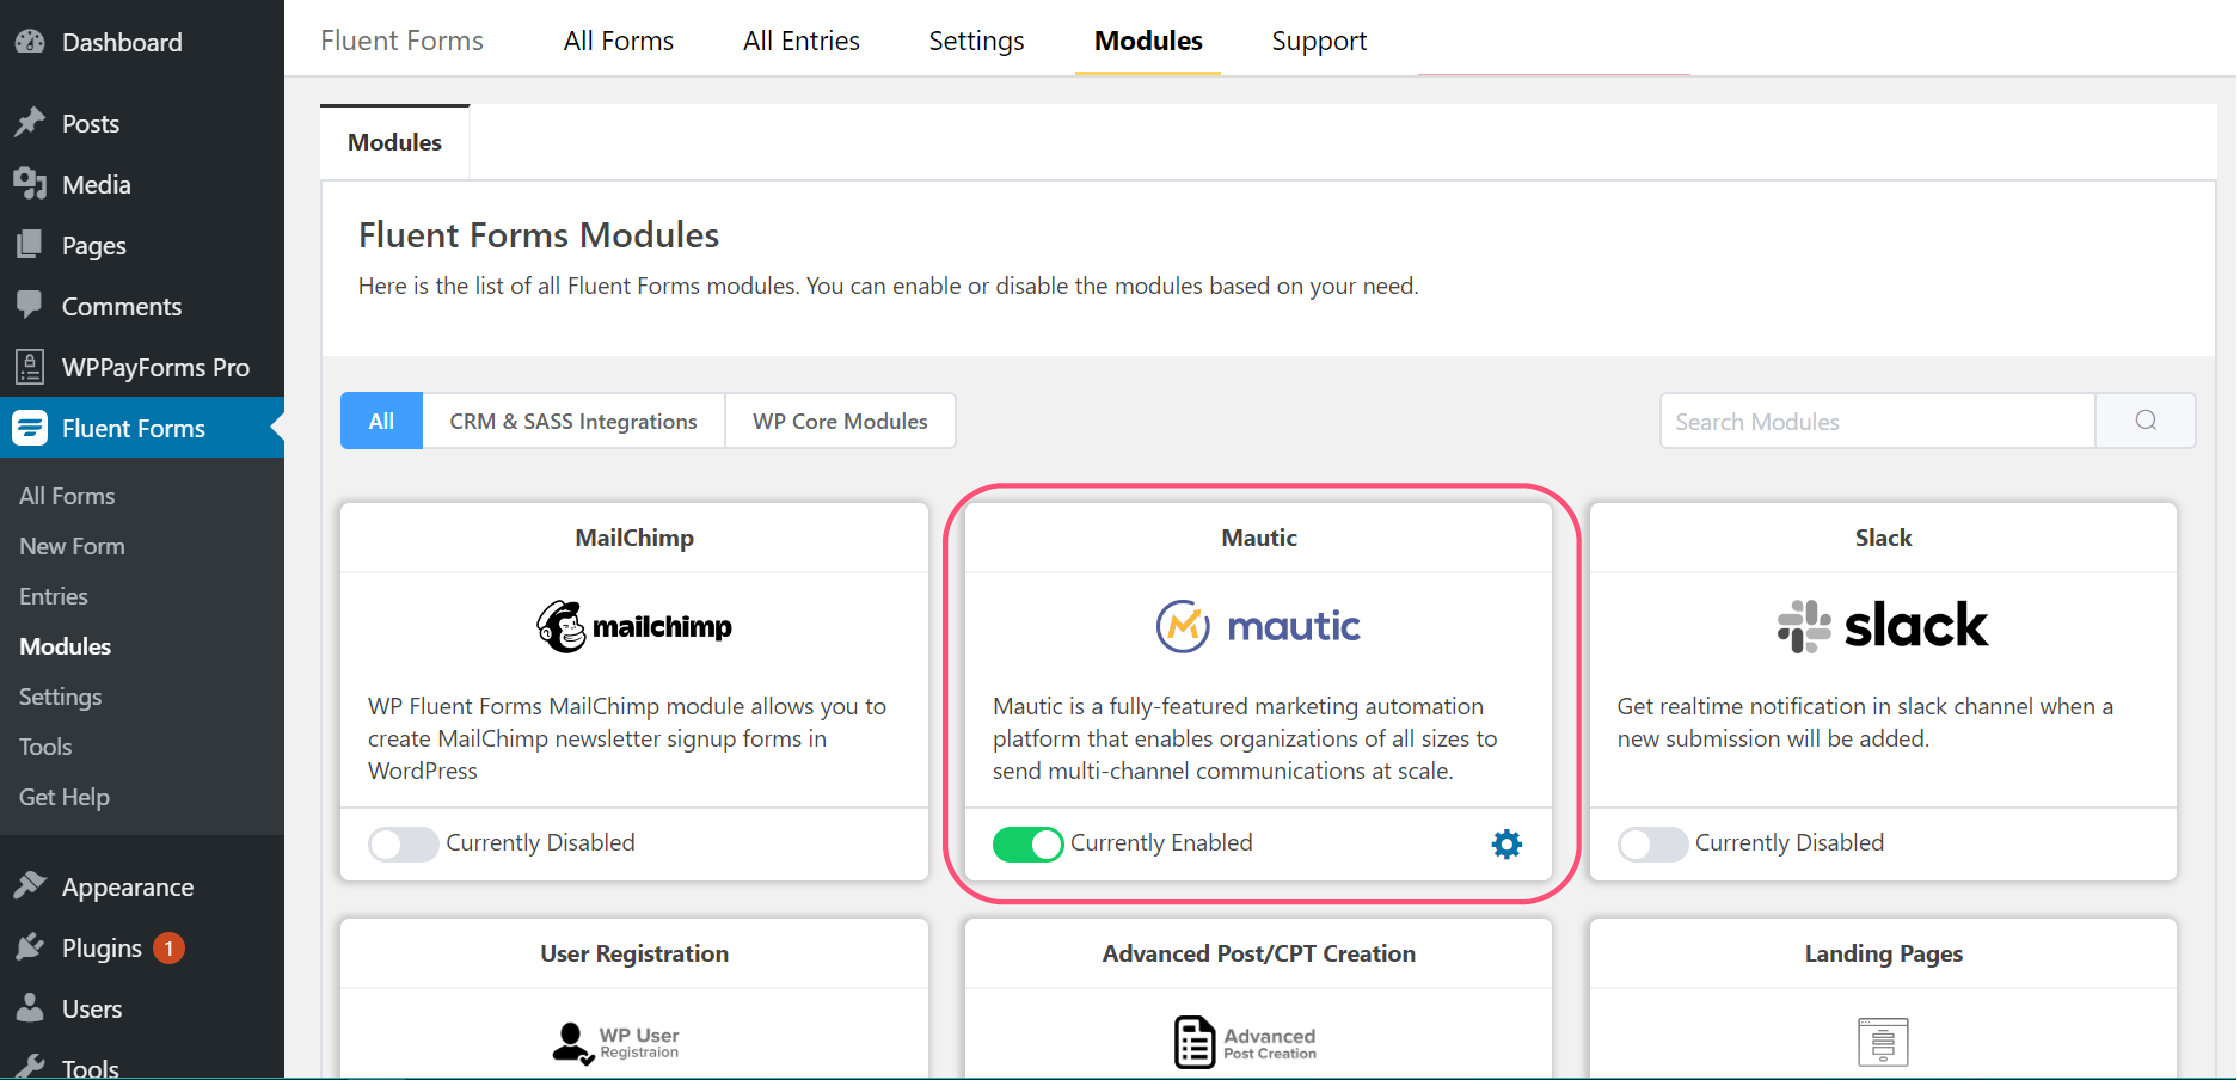 Dashboard
Posts
Media
Pages
Comments
WPPayForms Pro
Fluent Forms
All Forms
New Form
Entries
Modules
Settings
Tools
Get Help
Appearance
Plugins 1
Users
Tools
Fluent Forms All Forms All Entries Settings Modules Support
Modules
Fluent Forms Modules
Here is the list of all Fluent Forms modules. You can enable or disable the modules based on your need.
All CRM & SASS Integrations WP Core Modules Search Modules
MailChimp
mailchimp
WP Fluent Forms MailChimp module allows you to
create MailChimp newsletter signup forms in
WordPress
Currently Disabled
Mautic
mautic
Mautic is a fully-featured marketing automation
platform that enables organizations of all sizes to
send multi-channel communications at scale.
Currently Enabled
Slack
slack
Get realtime notification in slack channel when a
new submission will be added.
Currently Disabled
User Registration
WP User
Registraion
Advanced Post/CPT Creation
Advanced
Post Creation
Landing Pages